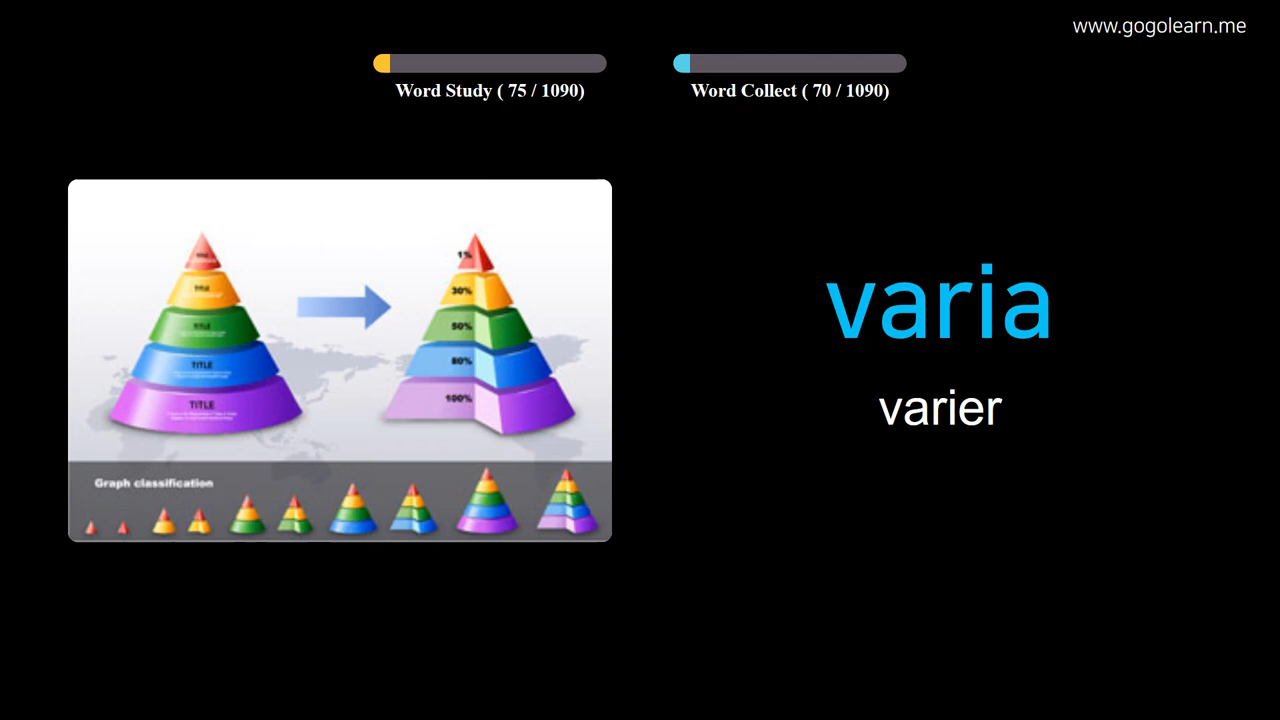 www.gogolearn.me
Word Study ( 75 / 1090)
Word Collect ( 70 / 1090)
varia
varier
TITLE
TITLE
TITLE
TITLE
1%
30%
50%
80%
100%
Graph classification